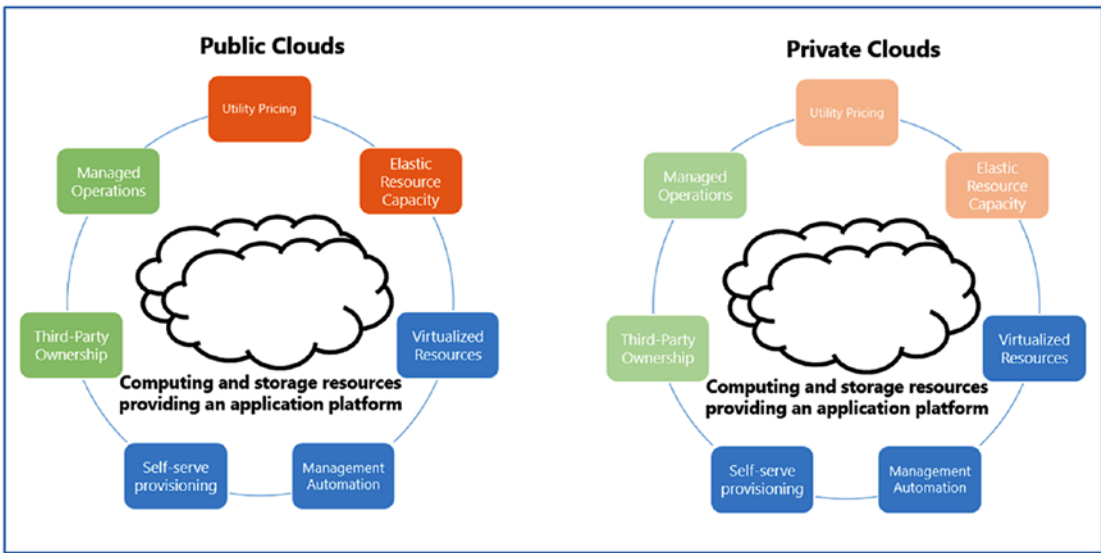 Public Clouds
Utility Pricing
Managed
Operations
Elastic
Resource
Capacity
Third-Party
Ownership
Virtualized
Resources
Computing and storage resources
providing an application platform
Self-serve
provisioning
Management
Automation
Private Clouds
Utility Pricing
Managed
Operations
Elastic
Resource
Capacity
Third-Party
Ownership
Virtualized
Resources
Computing and storage resources
providing an application platform
Self-serve
provisioning
Management
Automation